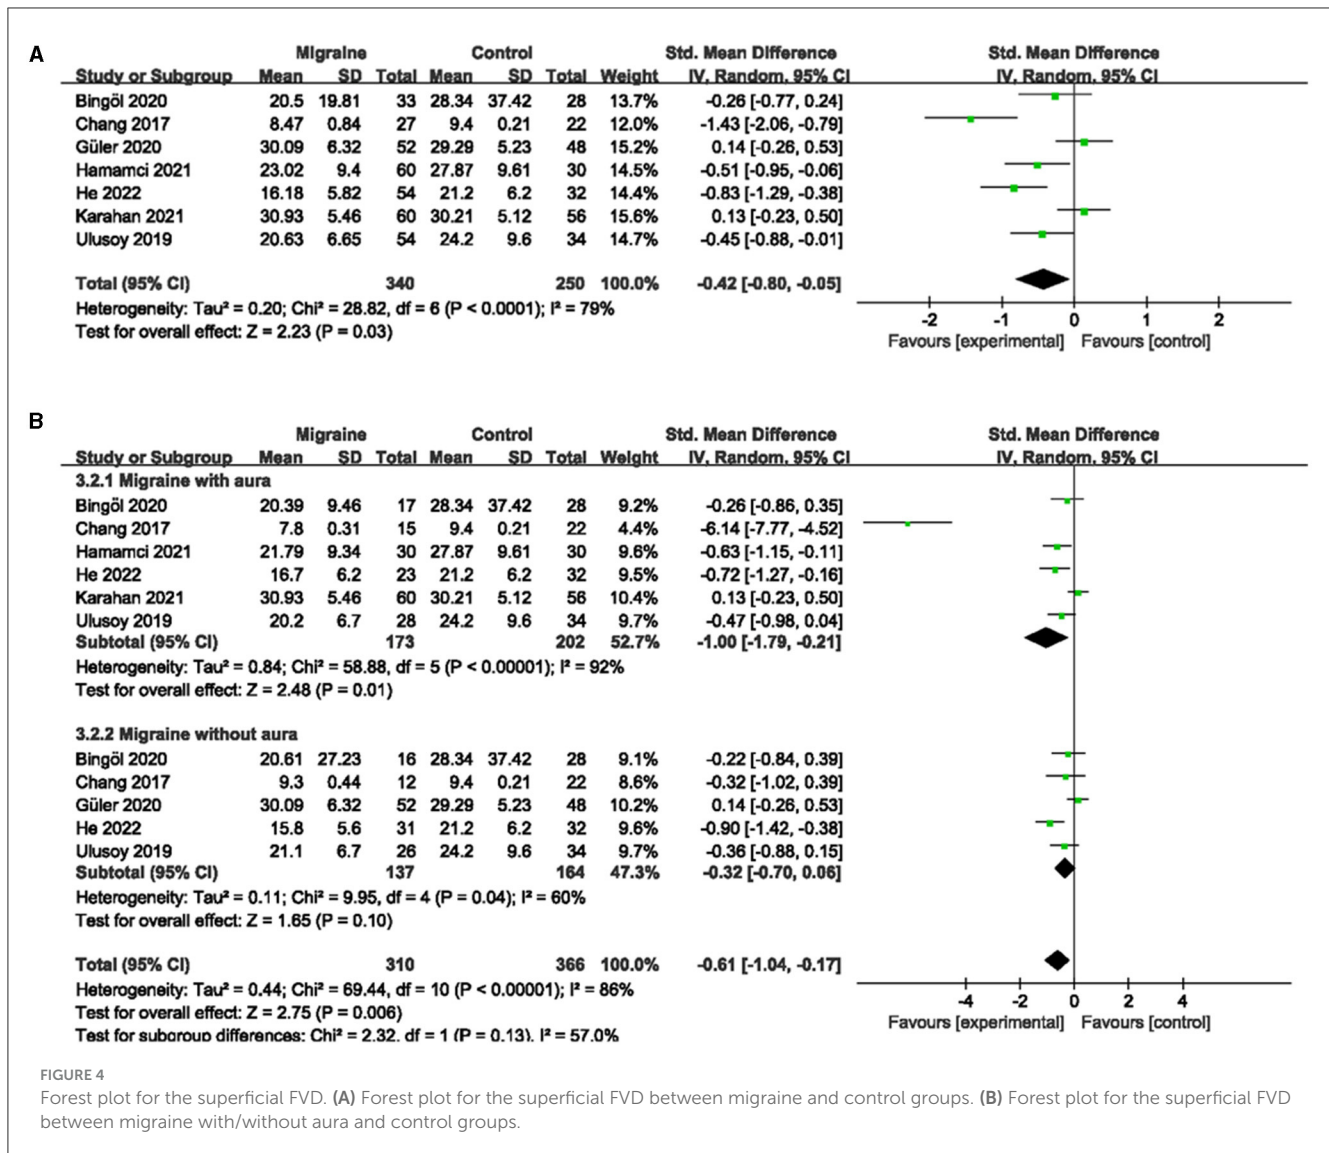 A
Migraine Control Std. Mean Difference Std. Mean Difference
Study or Subgroup Mean SD Total Mean SD Total Weight IV, Random, 95% CI IV, Random, 95% CI
Bingöl 2020 20.5 19.81 33 28.34 37.42 28 13.7% -0.26 [-0.77, 0.24]
Chang 2017 8.47 0.84 27 9.4 0.21 22 12.0% -1.43 [-2.06, -0.79]
Güler 2020 30.09 6.32 52 29.29 5.23 48 15.2% 0.14 [-0.26, 0.53]
Hamamci 2021 23.02 9.4 60 27.87 9.61 30 14.5% -0.51 [-0.95, -0.06]
He 2022 16.18 5.82 54 21.2 6.2 32 14.4% -0.83 [-1.29, -0.38]
Karahan 2021 30.93 5.46 60 30.21 5.12 56 15.6% 0.13 [-0.23, 0.50]
Ulusoy 2019 20.63 6.65 54 24.2 9.6 34 14.7% -0.45 [-0.88, -0.01]
Total (95% CI) 340 250 100.0% -0.42 [-0.80, -0.05]
Heterogeneity: Tau² = 0.20; Chi² = 28.82, df = 6 (P < 0.0001); I² = 79%
Test for overall effect: Z = 2.23 (P = 0.03)
-2 -1 0 1 2
Favours [experimental] Favours [control]
B
Migraine Control Std. Mean Difference Std. Mean Difference
Study or Subgroup Mean SD Total Mean SD Total Weight IV, Random, 95% CI IV, Random, 95% CI
3.2.1 Migraine with aura
Bingöl 2020 20.39 9.46 17 28.34 37.42 28 9.2% -0.26 [-0.86, 0.35]
Chang 2017 7.8 0.31 15 9.4 0.21 22 4.4% -6.14 [-7.77, -4.52]
Hamamci 2021 21.79 9.34 30 27.87 9.61 30 9.6% -0.63 [-1.15, -0.11]
He 2022 16.7 6.2 23 21.2 6.2 32 9.5% -0.72 [-1.27, -0.16]
Karahan 2021 30.93 5.46 60 30.21 5.12 56 10.4% 0.13 [-0.23, 0.50]
Ulusoy 2019 20.2 6.7 28 24.2 9.6 34 9.7% -0.47 [-0.98, 0.04]
Subtotal (95% CI) 173 202 52.7% -1.00 [-1.79, -0.21]
Heterogeneity: Tau² = 0.84; Chi² = 58.88, df = 5 (P < 0.00001); I² = 92%
Test for overall effect: Z = 2.48 (P = 0.01)
3.2.2 Migraine without aura
Bingöl 2020 20.61 27.23 16 28.34 37.42 28 9.1% -0.22 [-0.84, 0.39]
Chang 2017 9.3 0.44 12 9.4 0.21 22 8.6% -0.32 [-1.02, 0.39]
Güler 2020 30.09 6.32 52 29.29 5.23 48 10.2% 0.14 [-0.26, 0.53]
He 2022 15.8 5.6 31 21.2 6.2 32 9.6% -0.90 [-1.42, -0.38]
Ulusoy 2019 21.1 6.7 26 24.2 9.6 34 9.7% -0.36 [-0.88, 0.15]
Subtotal (95% CI) 137 164 47.3% -0.32 [-0.70, 0.06]
Heterogeneity: Tau² = 0.11; Chi² = 9.95, df = 4 (P = 0.04); I² = 60%
Test for overall effect: Z = 1.65 (P = 0.10)
Total (95% CI) 310 366 100.0% -0.61 [-1.04, -0.17]
Heterogeneity: Tau² = 0.44; Chi² = 69.44, df = 10 (P < 0.00001); I² = 86%
Test for overall effect: Z = 2.75 (P = 0.006)
Test for subgroup differences: Chi² = 2.32, df = 1 (P = 0.13), I² = 57.0%
-4 -2 0 2 4
Favours [experimental] Favours [control]
FIGURE 4
Forest plot for the superficial FVD. (A) Forest plot for the superficial FVD between migraine and control groups. (B) Forest plot for the superficial FVD
between migraine with/without aura and control groups.